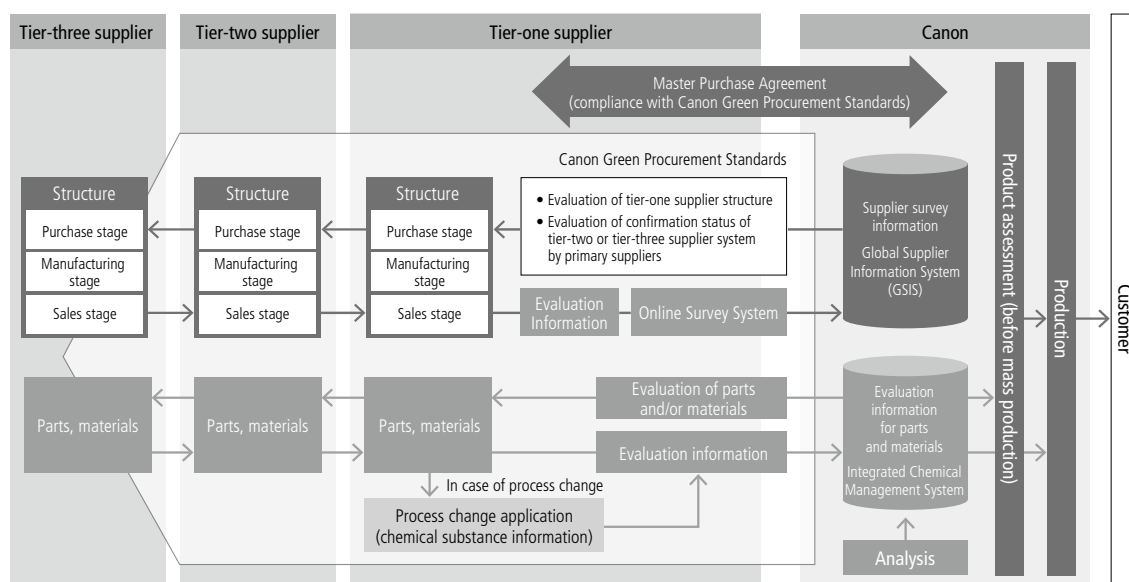 Tier-three supplier
Tier-two supplier
Tier-one supplier
Canon
Master Purchase Agreement
(compliance with Canon Green Procurement Standards)
Canon Green Procurement Standards
Structure
Purchase stage
Manufacturing
stage
Sales stage
Structure
Purchase stage
Manufacturing
stage
Sales stage
Structure
Purchase stage
Manufacturing
stage
Sales stage
• Evaluation of tier-one supplier structure
• Evaluation of confirmation status of
tier-two or tier-three supplier system
by primary suppliers
Evaluation
Information
Online Survey System
Supplier survey
information
Global Supplier
Information System
(GSIS)
Parts, materials
Parts, materials
Parts, materials
Evaluation of parts
and/or materials
Evaluation information
In case of process change
Process change application
(chemical substance information)
Evaluation
information
for parts
and materials
Integrated Chemical
Management System
Analysis
Product assessment (before mass production)
Production
Customer